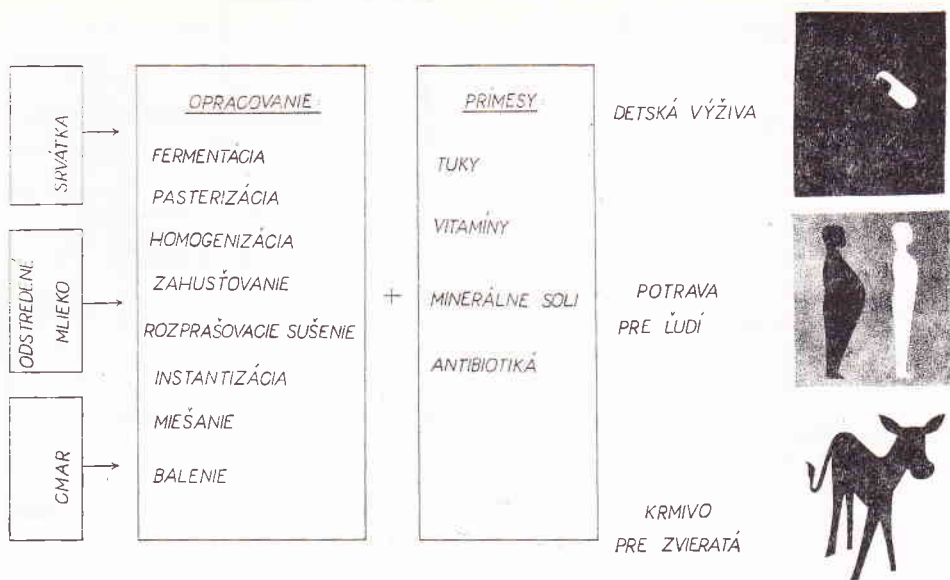 SRVÁTKA
ODSTREDENÉ
MLIEKO
CMAR
OPRACOVANIE:
FERMENTÁCIA
PASTERIZÁCIA
HOMOGENIZÁCIA
ZAHUSŤOVANIE
ROZPRAŠOVACIE SUŠENIE
INSTANTIZÁCIA
MIEŠANIE
BALENIE
+
PRÍMESY:
TUKY
VITAMÍNY
MINERÁLNE SOLI
ANTIBIOTIKÁ
DETSKÁ VÝŽIVA
POTRAVA
PRE ĽUDÍ
KRMIVO
PRE ZVIERATÁ